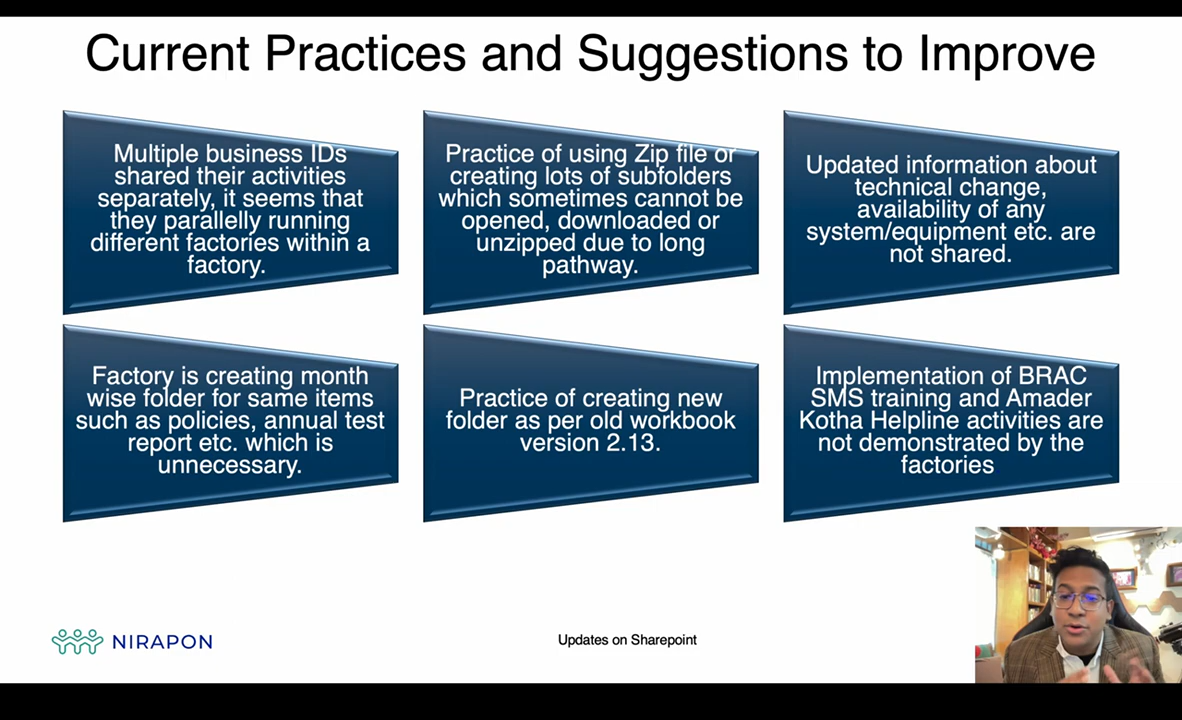 Current Practices and Suggestions to Improve
Multiple business IDs
shared their activities
separately, it seems that
they parallelly running
different factories within a
factory.
Practice of using Zip file or
creating lots of subfolders
which sometimes cannot be
opened, downloaded or
unzipped due to long
pathway.
Updated information about
technical change,
availability of any
system/equipment etc. are
not shared.
Factory is creating month
wise folder for same items
such as policies, annual test
report etc. which is
unnecessary.
Practice of creating new
folder as per old workbook
version 2.13.
Implementation of BRAC
SMS training and Amader
Kotha Helpline activities are
not demonstrated by the
factories
NIRAPON
Updates on Sharepoint